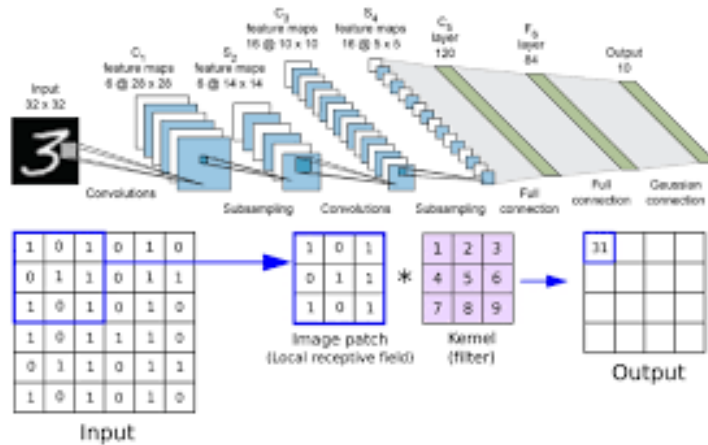 C3
feature maps
16 @ 10 x 10
S4
feature maps
16 @ 5 x 5
C5
layer
120
F6
layer
84
Output
10
C1
feature maps
6 @ 28 x 28
S2
feature maps
6 @ 14 x 14
Input
32 x 32
3
Convolutions
Subsampling
Convolutions
Subsampling
Full
connection
Full
connection
Gaussian
connection
1 0 1 0 1 0
0 1 1 0 1 1
1 0 1 0 1 0
1 0 1 1 1 0
0 1 1 0 1 1
1 0 1 0 1 0
Input
1 0 1
0 1 1
1 0 1
Image patch
(Local receptive field)
*
1 2 3
4 5 6
7 8 9
Kernel
(filter)
31
Output